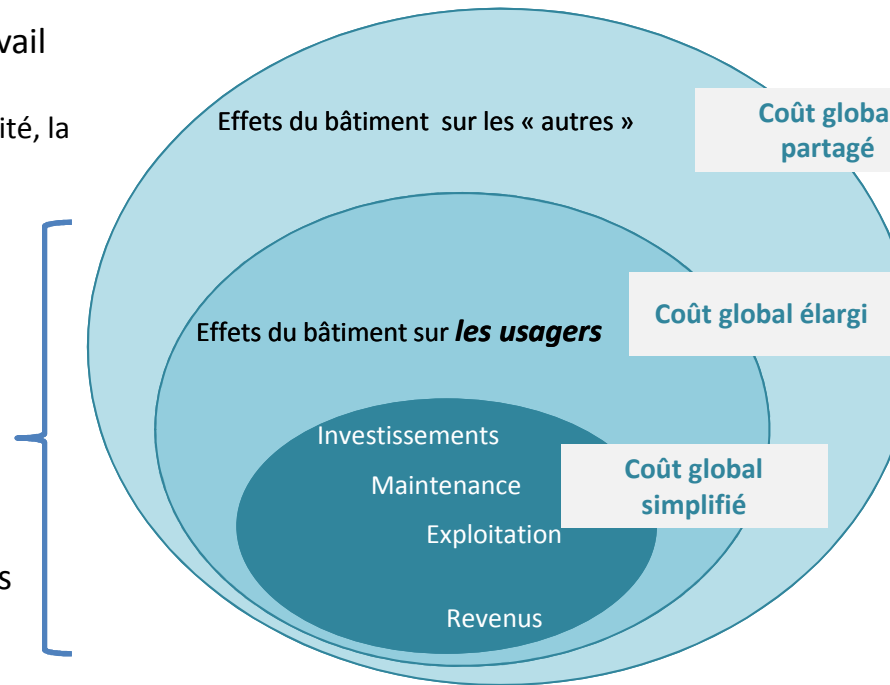 vail
ité, la
s
Effets du bâtiment sur les « autres »
Coût globa
partagé
Effets du bâtiment sur les usagers
Coût global élargi
Investissements
Maintenance
Exploitation
Revenus
Coût global
simplifié